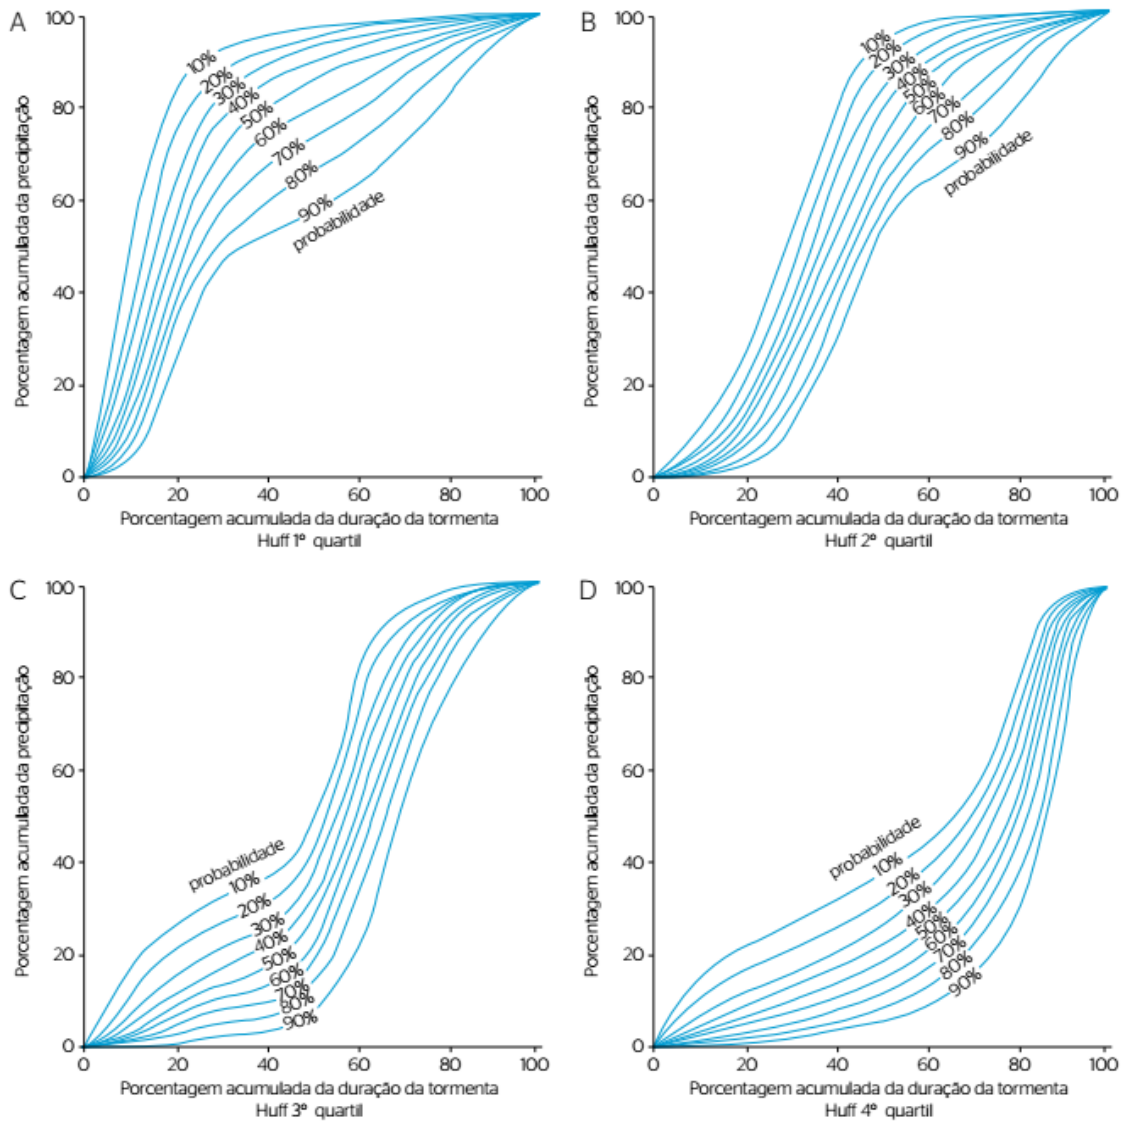 A
100
80
60
40
20
0
Porcentagem acumulada da precipitação
10%
20%
30%
40%
50%
60%
70%
80%
90%
probabilidade
0 20 40 60 80 100
Porcentagem acumulada da duração da tormenta
Huff 1º quartil
B
100
80
60
40
20
0
Porcentagem acumulada da precipitação
10%
20%
30%
40%
50%
60%
70%
80%
90%
probabilidade
0 20 40 60 80 100
Porcentagem acumulada da duração da tormenta
Huff 2º quartil
C
100
80
60
40
20
0
Porcentagem acumulada da precipitação
probabilidade
10%
20%
30%
40%
50%
60%
70%
80%
90%
0 20 40 60 80 100
Porcentagem acumulada da duração da tormenta
Huff 3º quartil
D
100
80
60
40
20
0
Porcentagem acumulada da precipitação
probabilidade
10%
20%
30%
40%
50%
60%
70%
80%
90%
0 20 40 60 80 100
Porcentagem acumulada da duração da tormenta
Huff 4º quartil